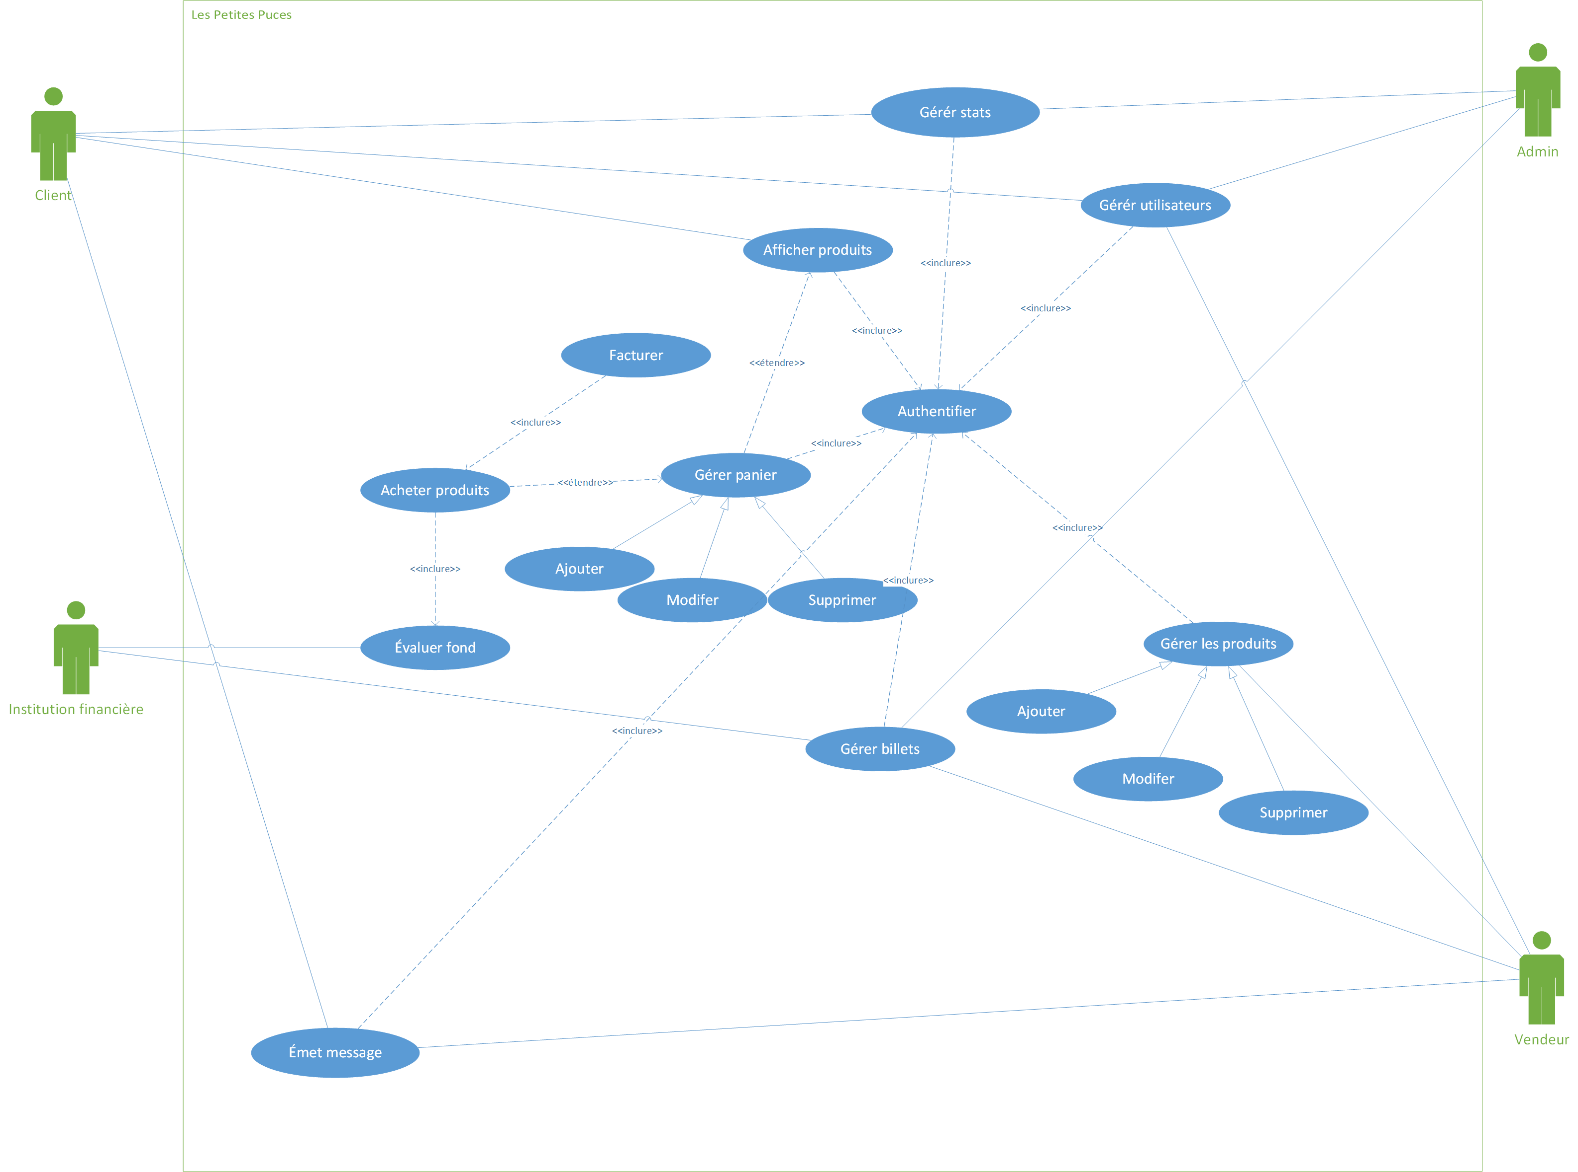 Les Petites Puces
Gérér stats
Admin
Client
Gérér utilisateurs
Afficher produits
<<inclure>>
<<inclure>>
<<inclure>>
Facturer
<<étendre>>
Authentifier
<<inclure>>
<<inclure>>
Gérer panier
<<étendre>>
Acheter produits
<<inclure>>
<<inclure>>
Ajouter
<<inclure>>
Modifer
Supprimer
Évaluer fond
Gérer les produits
Institution financière
Ajouter
<<inclure>>
Gérer billets
Modifer
Supprimer
Vendeur
Émet message